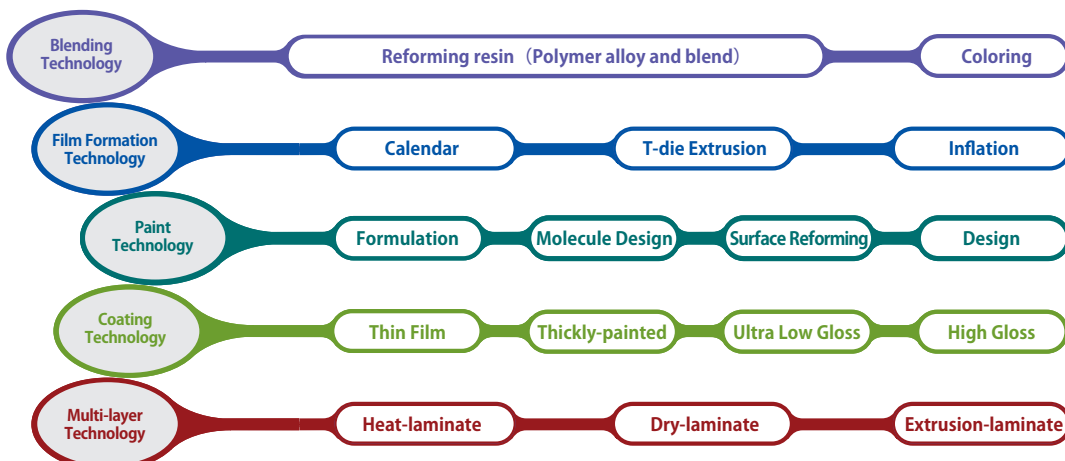 Blending
Technology
Reforming resin（Polymer alloy and blend）
Coloring
Film Formation
Technology
Calendar
T-die Extrusion
Inflation
Paint
Technology
Formulation
Molecule Design
Surface Reforming
Design
Coating
Technology
Thin Film
Thickly-painted
Ultra Low Gloss
High Gloss
Multi-layer
Technology
Heat-laminate
Dry-laminate
Extrusion-laminate